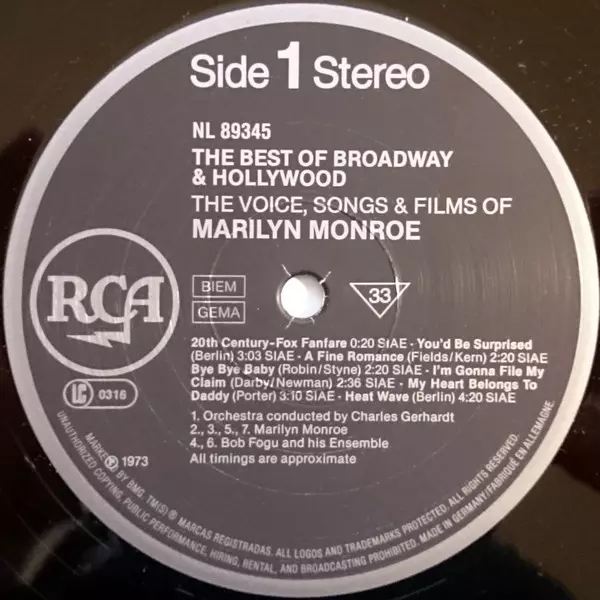 Side 1 Stereo
NL 89345
THE BEST OF BROADWAY
& HOLLYWOOD
THE VOICE, SONGS & FILMS OF
MARILYN MONROE
RCA
BIEM
GEMA
33
20th Century-Fox Fanfare 0:20 SIAE · You'd Be Surprised
(Berlin) 3:03 SIAE · A Fine Romance (Fields/Kern) 2:20 SIAE
Bye Bye Baby (Robin/Styne) 2:20 SIAE · I'm Gonna File My
Claim (Darby/Newman) 2:36 SIAE · My Heart Belongs To
Daddy (Porter) 3:10 SIAE · Heat Wave (Berlin) 4:20 SIAE
LC 0316
1. Orchestra conducted by Charles Gerhardt
2., 3., 5., 7. Marilyn Monroe
4., 6. Bob Fogu and his Ensemble
All timings are approximate
℗ 1973
MARKE BY BMG. TM(S) ® MARCAS REGISTRADAS. ALL LOGOS AND TRADEMARKS PROTECTED. ALL RIGHTS RESERVED.
UNAUTHORIZED COPYING, PUBLIC PERFORMANCE, HIRING, RENTAL, AND BROADCASTING PROHIBITED. MADE IN GERMANY/FABRIQUÉ EN ALLEMAGNE.